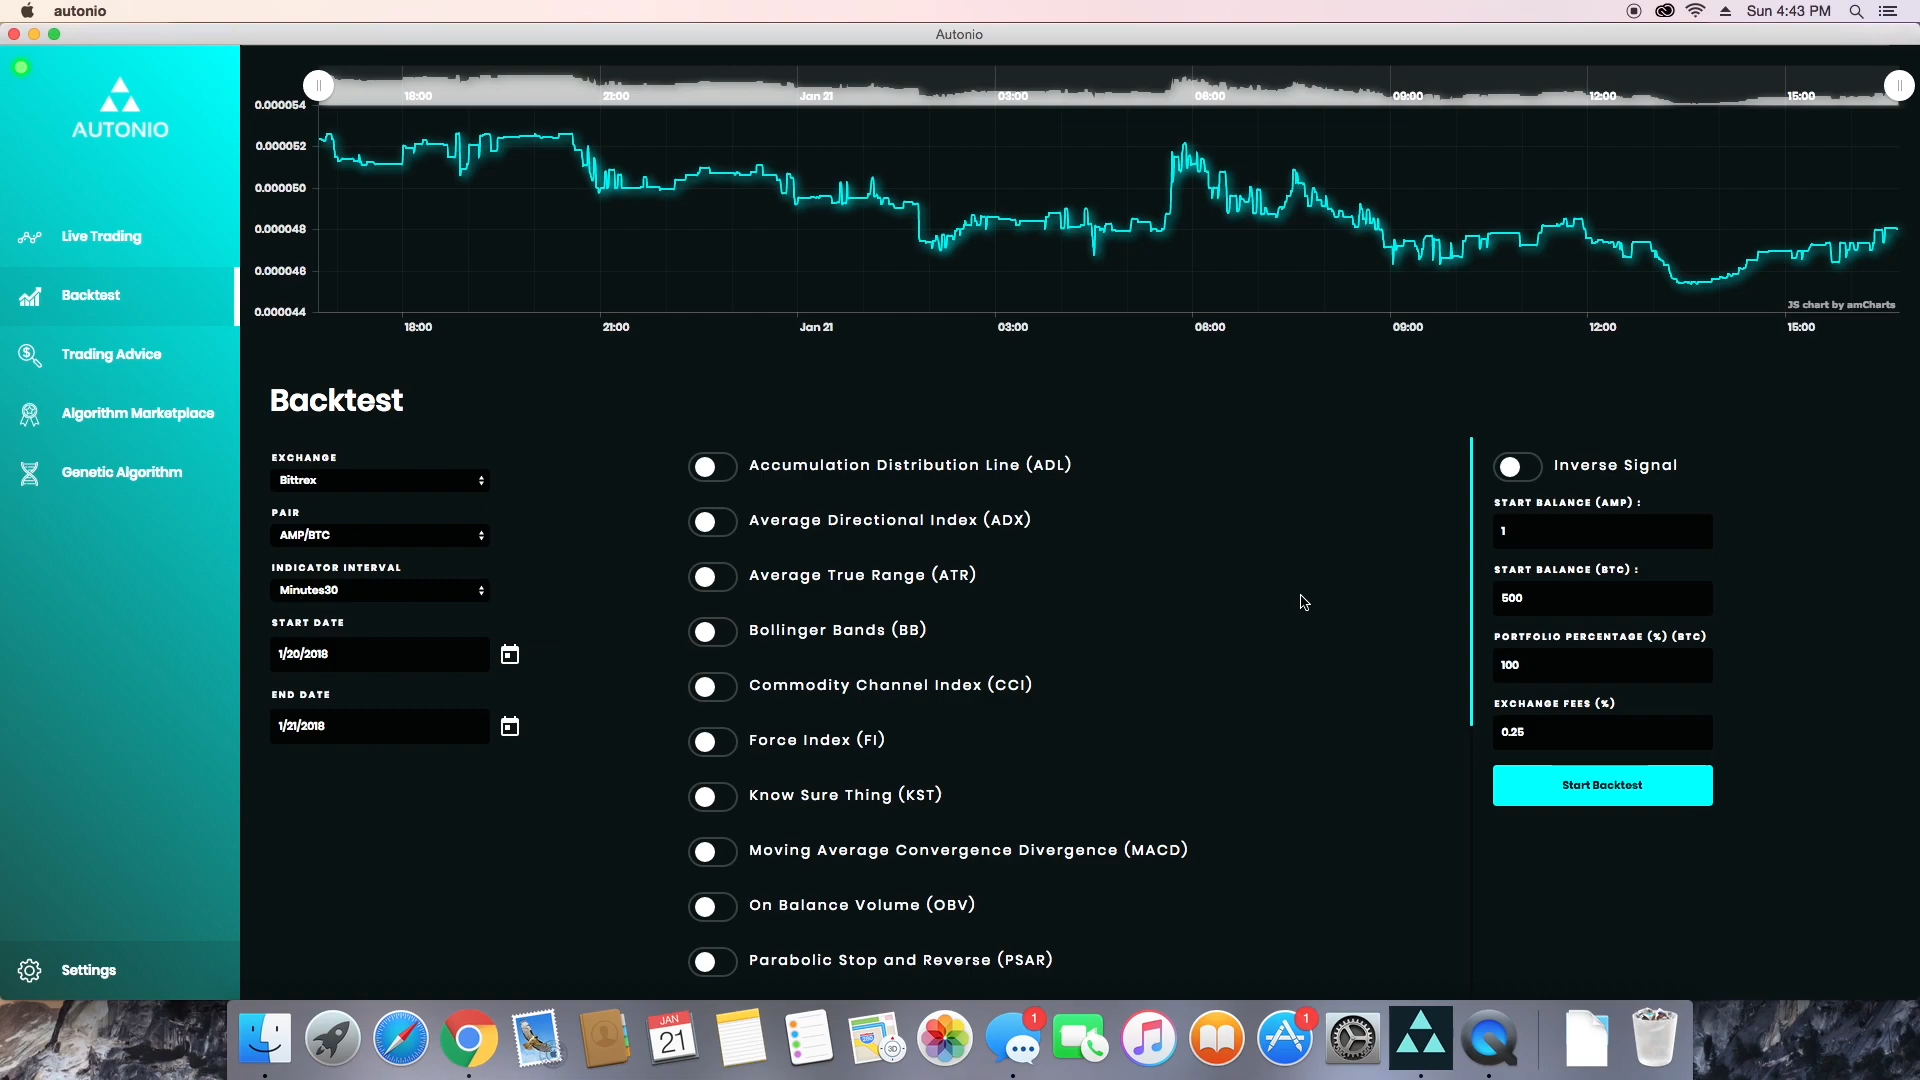 autonio
Sun 4:43 PM
Autonio
AUTONIO
Live Trading
Backtest
Trading Advice
Algorithm Marketplace
Genetic Algorithm
Settings
18:00 21:00 Jan 21 03:00 06:00 09:00 12:00 15:00
0.000054
0.000052
0.000050
0.000048
0.000046
0.000044
JS chart by amCharts
18:00 21:00 Jan 21 03:00 06:00 09:00 12:00 15:00
Backtest
EXCHANGE
Bittrex
PAIR
AMP/BTC
INDICATOR INTERVAL
Minutes30
START DATE
1/20/2018
END DATE
1/21/2018
Accumulation Distribution Line (ADL)
Average Directional Index (ADX)
Average True Range (ATR)
Bollinger Bands (BB)
Commodity Channel Index (CCI)
Force Index (FI)
Know Sure Thing (KST)
Moving Average Convergence Divergence (MACD)
On Balance Volume (OBV)
Parabolic Stop and Reverse (PSAR)
Inverse Signal
START BALANCE (AMP) :
1
START BALANCE (BTC) :
500
PORTFOLIO PERCENTAGE (%) (BTC)
100
EXCHANGE FEES (%)
0.25
Start Backtest
JAN
21
3D
1
1